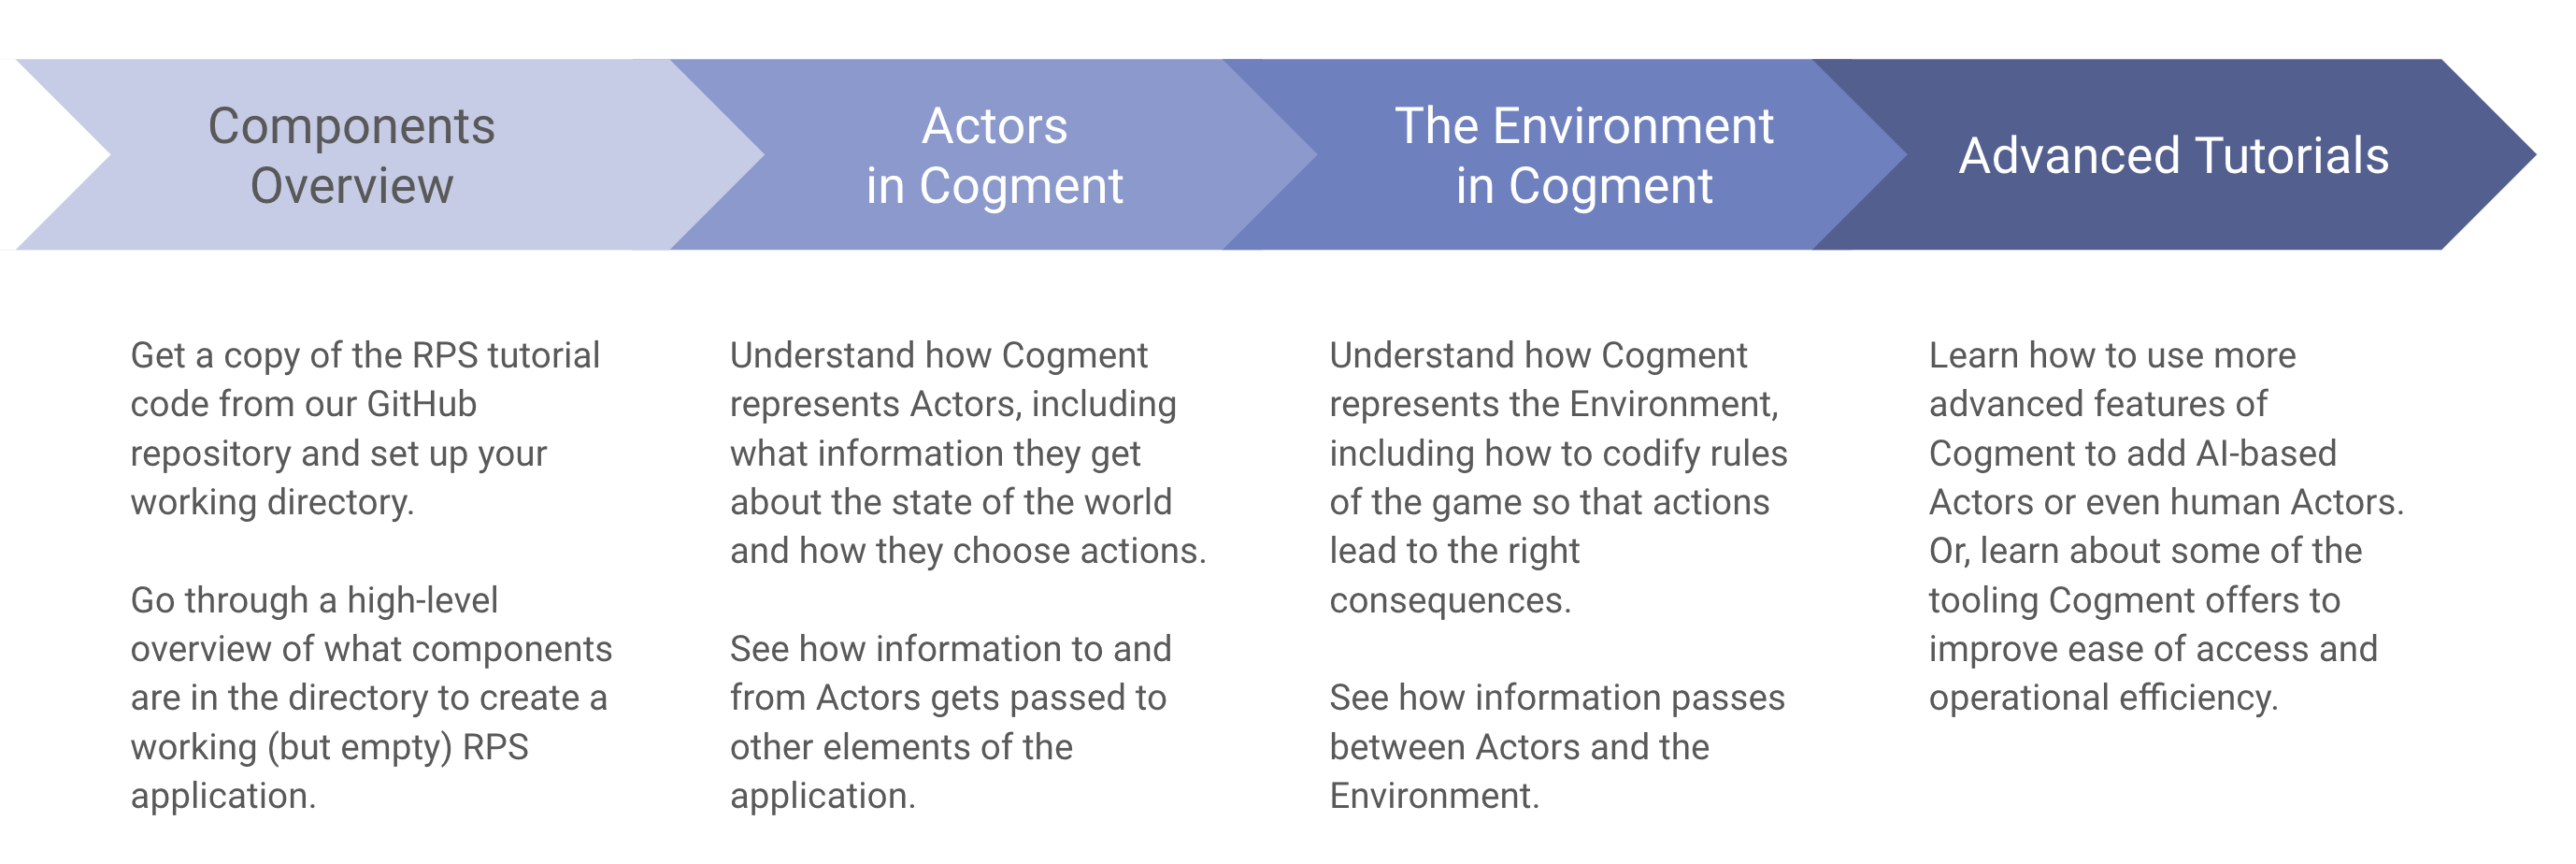 Components
Overview
Actors
in Cogment
The Environment
in Cogment
Advanced Tutorials
Get a copy of the RPS tutorial
code from our GitHub
repository and set up your
working directory.
Go through a high-level
overview of what components
are in the directory to create a
working (but empty) RPS
application.
Understand how Cogment
represents Actors, including
what information they get
about the state of the world
and how they choose actions.
See how information to and
from Actors gets passed to
other elements of the
application.
Understand how Cogment
represents the Environment,
including how to codify rules
of the game so that actions
lead to the right
consequences.
See how information passes
between Actors and the
Environment.
Learn how to use more
advanced features of
Cogment to add AI-based
Actors or even human Actors.
Or, learn about some of the
tooling Cogment offers to
improve ease of access and
operational efficiency.